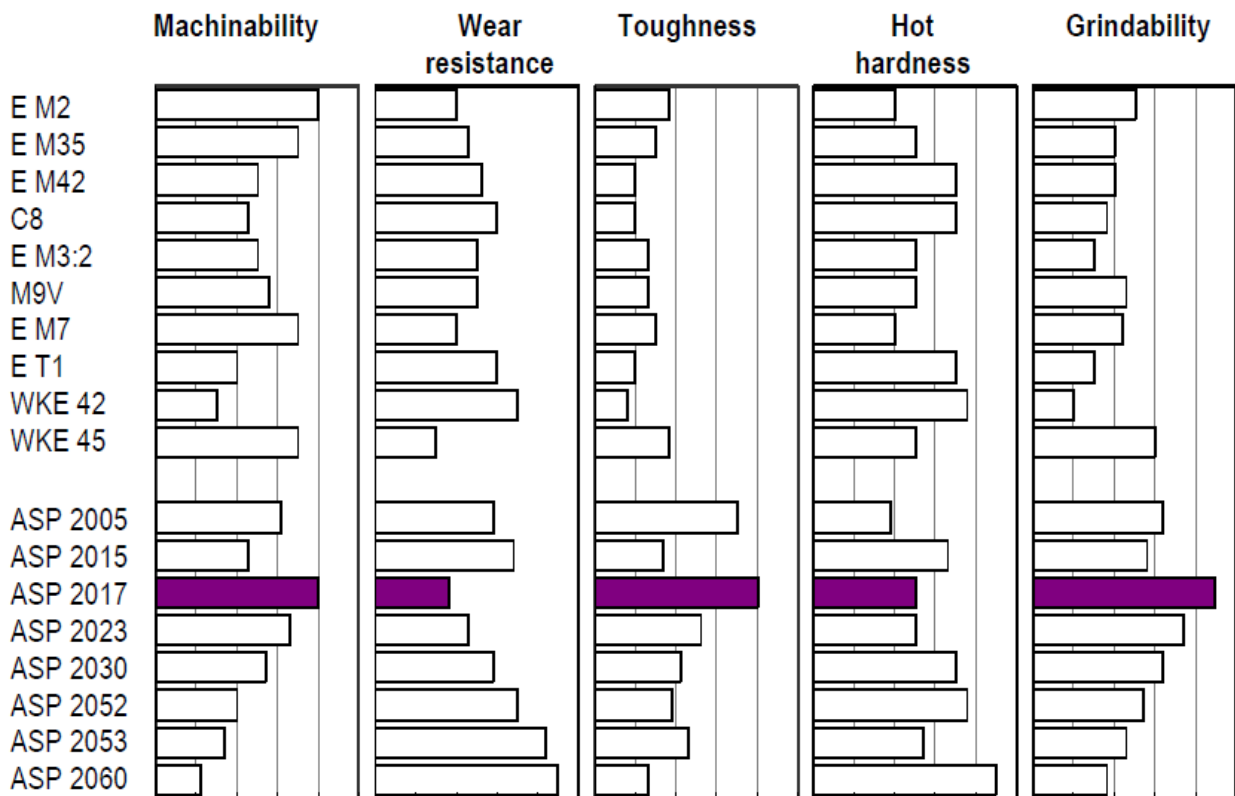 Machinability Wear Toughness Hot Grindability
resistance hardness
E M2
E M35
E M42
C8
E M3:2
M9V
E M7
E T1
WKE 42
WKE 45
ASP 2005
ASP 2015
ASP 2017
ASP 2023
ASP 2030
ASP 2052
ASP 2053
ASP 2060